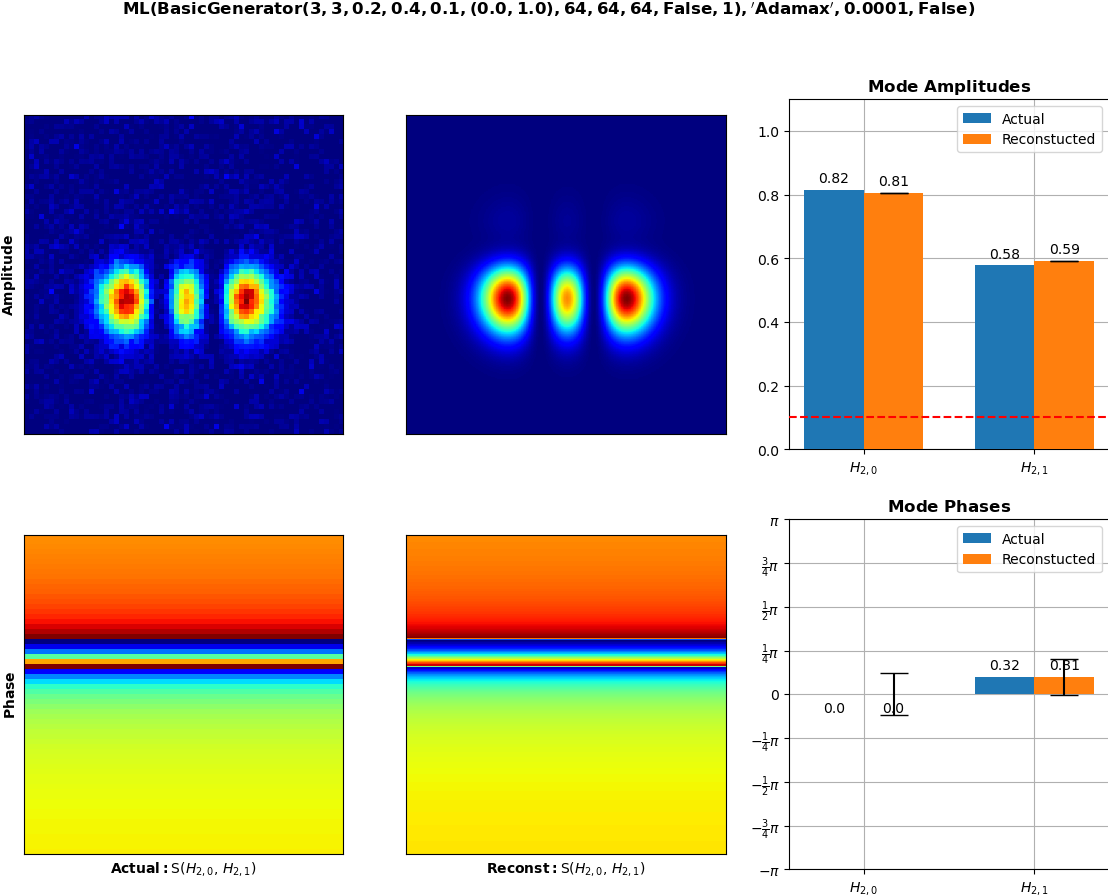 ML(BasicGenerator(3, 3, 0.2, 0.4, 0.1, (0.0, 1.0), 64, 64, 64, False, 1), ′Adamax′, 0.0001, False)
Amplitude
Mode Amplitudes
Actual
Reconstucted
1.0
0.8
0.6
0.4
0.2
0.0
0.82
0.81
0.58
0.59
H2,0
H2,1
Phase
Actual: S(H2,0, H2,1)
Reconst: S(H2,0, H2,1)
Mode Phases
Actual
Reconstucted
π
3/4π
1/2π
1/4π
0
−1/4π
−1/2π
−3/4π
−π
0.0
0.0
0.32
0.31
H2,0
H2,1